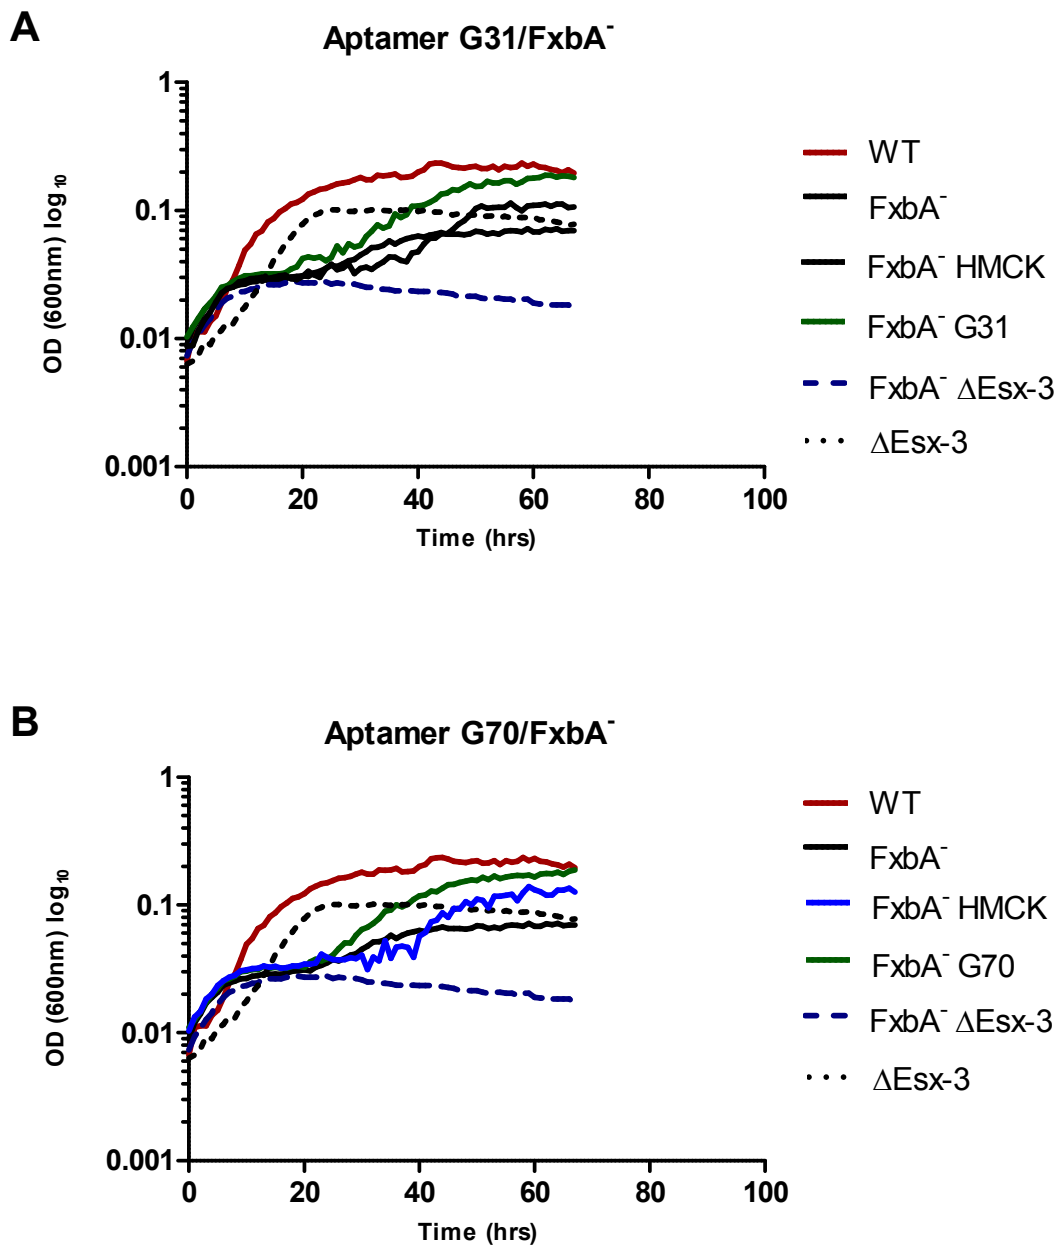 A
Aptamer G31/FxbA⁻
1
0.1
0.01
0.001
OD (600nm) log₁₀
0 20 40 60 80 100
Time (hrs)
WT
FxbA⁻
FxbA⁻ HMCK
FxbA⁻ G31
FxbA⁻ ΔEsx-3
ΔEsx-3
B
Aptamer G70/FxbA⁻
1
0.1
0.01
0.001
OD (600nm) log₁₀
0 20 40 60 80 100
Time (hrs)
WT
FxbA⁻
FxbA⁻ HMCK
FxbA⁻ G70
FxbA⁻ ΔEsx-3
ΔEsx-3